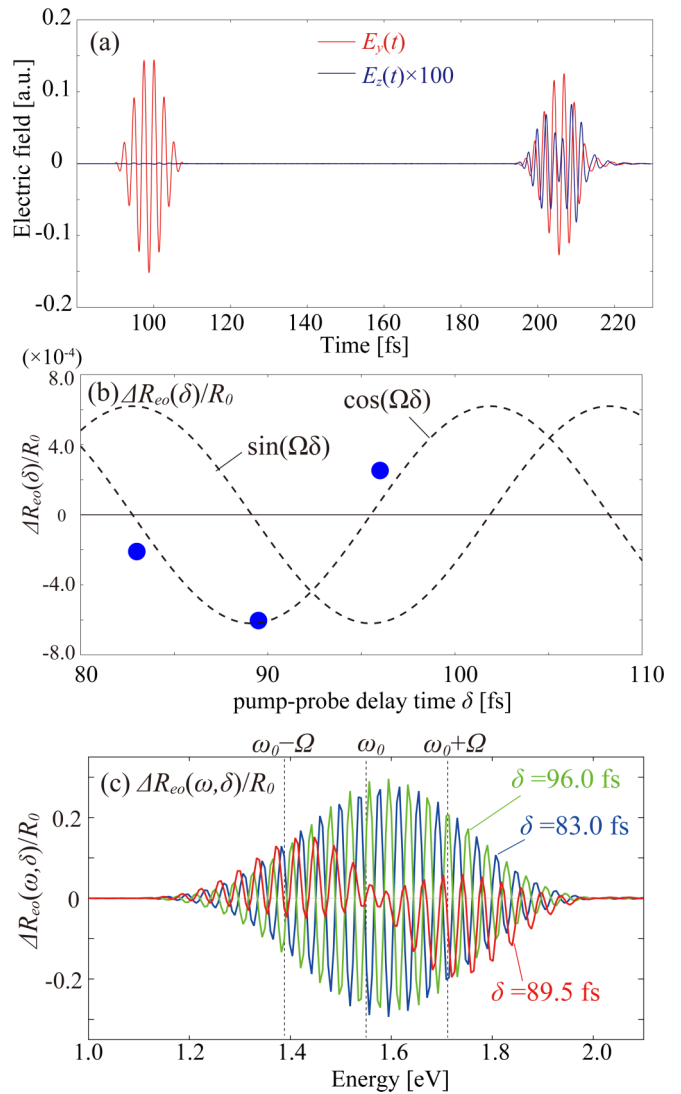 (a)
E_y(t)
E_z(t)×100
Electric field [a.u.]
0.2
0.1
0
-0.1
-0.2
100 120 140 160 180 200 220
Time [fs]
(×10⁻⁴)
(b) ΔR_eo(δ)/R_0
cos(Ωδ)
sin(Ωδ)
ΔR_eo(δ)/R_0
8.0
4.0
0
-4.0
-8.0
80 90 100 110
pump-probe delay time δ [fs]
ω_0−Ω ω_0 ω_0+Ω
(c) ΔR_eo(ω,δ)/R_0
δ =96.0 fs
δ =83.0 fs
δ =89.5 fs
ΔR_eo(ω,δ)/R_0
0.2
0
-0.2
1.0 1.2 1.4 1.6 1.8 2.0
Energy [eV]